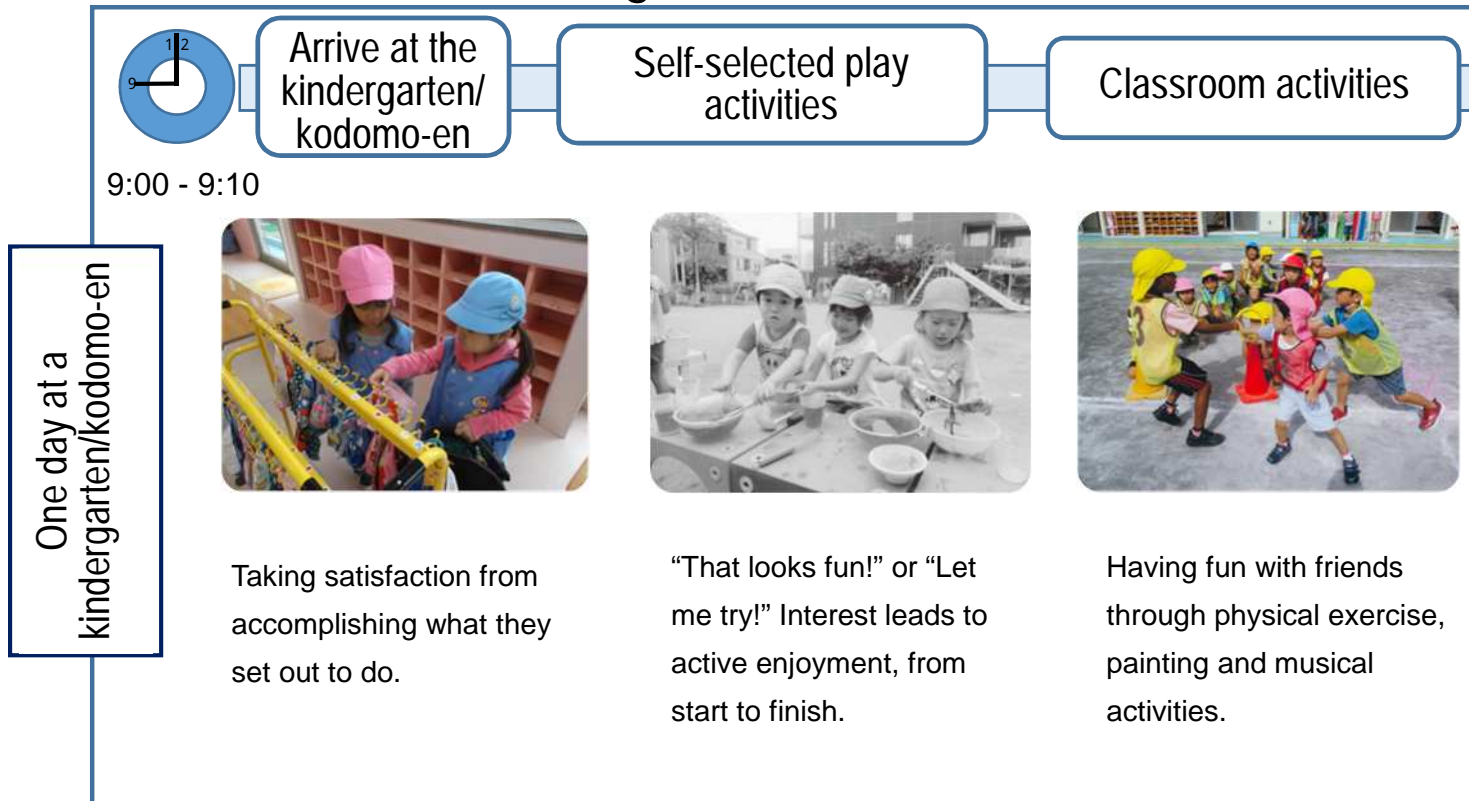 12
9
Arrive at the
kindergarten/
kodomo-en
Self-selected play
activities
Classroom activities
9:00 - 9:10
One day at a
kindergarten/kodomo-en
Taking satisfaction from
accomplishing what they
set out to do.
“That looks fun!” or “Let
me try!” Interest leads to
active enjoyment, from
start to finish.
Having fun with friends
through physical exercise,
painting and musical
activities.